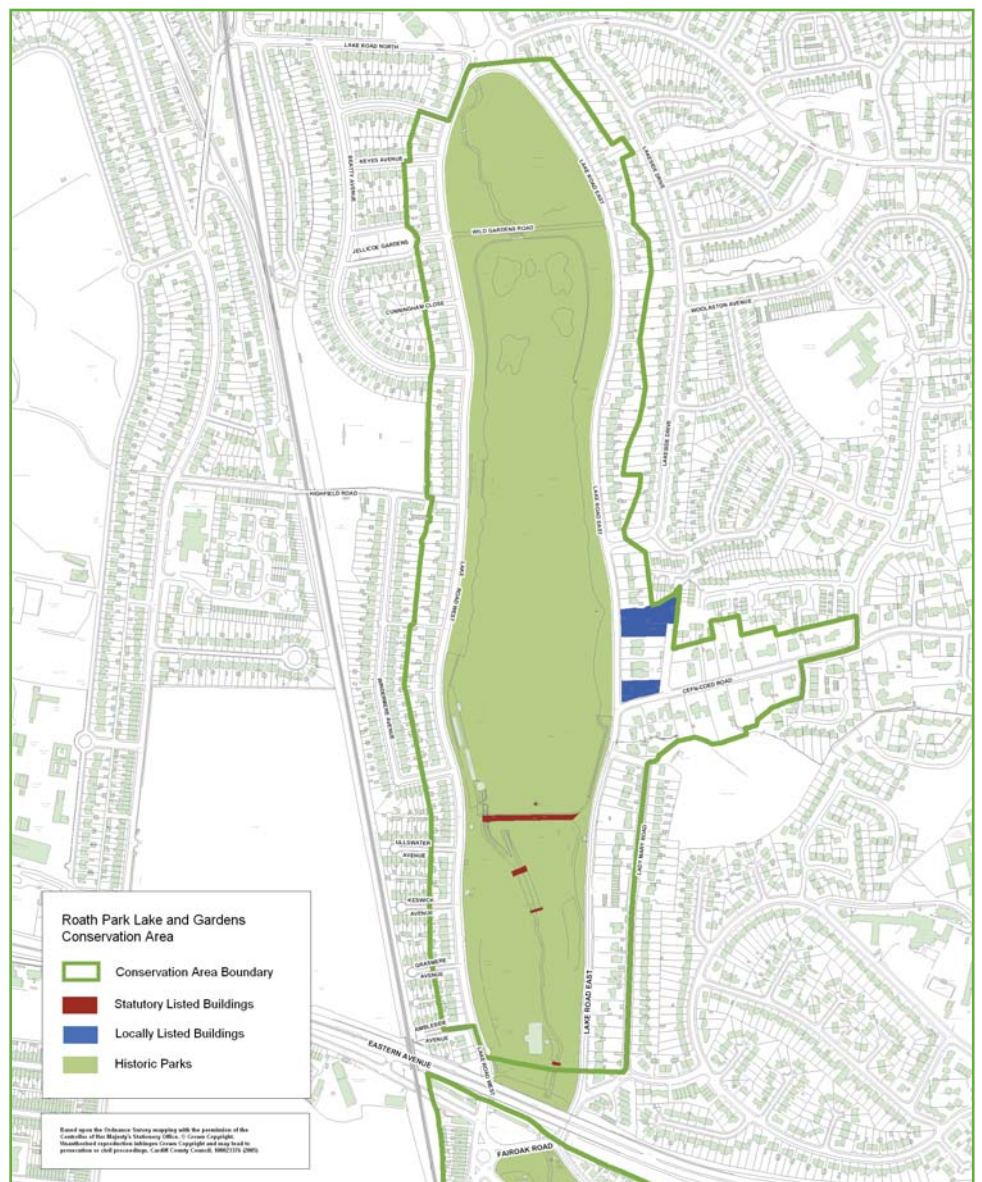 LAKE ROAD NORTH
LAKESIDE DRIVE
KEYES AVENUE
BEATTY AVENUE
LAKE ROAD EAST
WILD GARDENS ROAD
JELLICOE GARDENS
CUNNINGHAM CLOSE
WOOLASTON AVENUE
LAKESIDE DRIVE
HIGHFIELD ROAD
LAKE ROAD EAST
LAKE
ROAD WEST
CEFN-COED ROAD
WINDERMERE AVENUE
LADY MARY ROAD
ULLSWATER
AVENUE
KESWICK
AVENUE
GRASMERE
AVENUE
LAKE ROAD EAST
AMBLESIDE
AVENUE
EASTERN AVENUE
LAKE ROAD WEST
FAIROAK ROAD
Roath Park Lake and Gardens
Conservation Area
Conservation Area Boundary
Statutory Listed Buildings
Locally Listed Buildings
Historic Parks
Based upon the Ordnance Survey mapping with the permission of the
Controller of Her Majesty's Stationery Office. © Crown Copyright.
Unauthorised reproduction infringes Crown Copyright and may lead to
prosecution or civil proceedings. Cardiff County Council. 100023376 (2005)